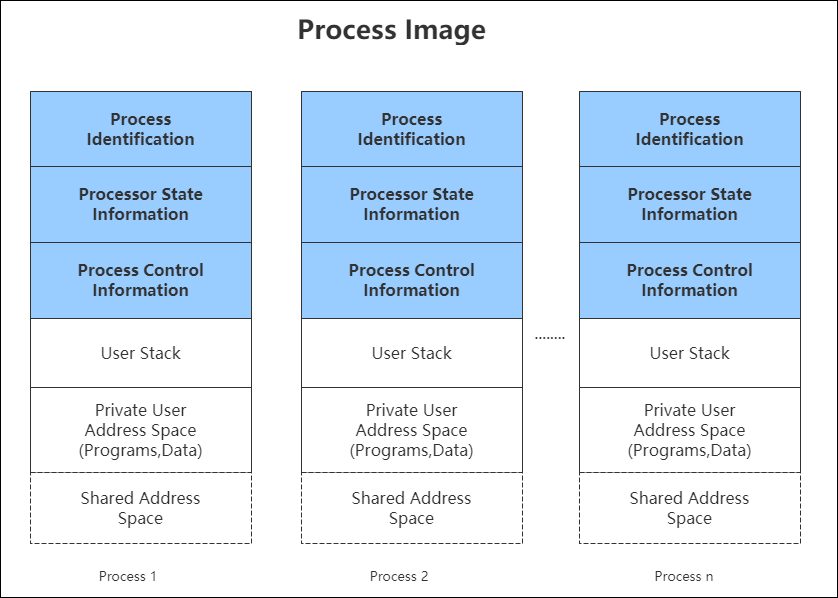 Process Image
Process
Identification
Processor State
Information
Process Control
Information
User Stack
Private User
Address Space
(Programs,Data)
Shared Address
Space
Process 1
Process
Identification
Processor State
Information
Process Control
Information
User Stack
Private User
Address Space
(Programs,Data)
Shared Address
Space
Process 2
........
Process
Identification
Processor State
Information
Process Control
Information
User Stack
Private User
Address Space
(Programs,Data)
Shared Address
Space
Process n